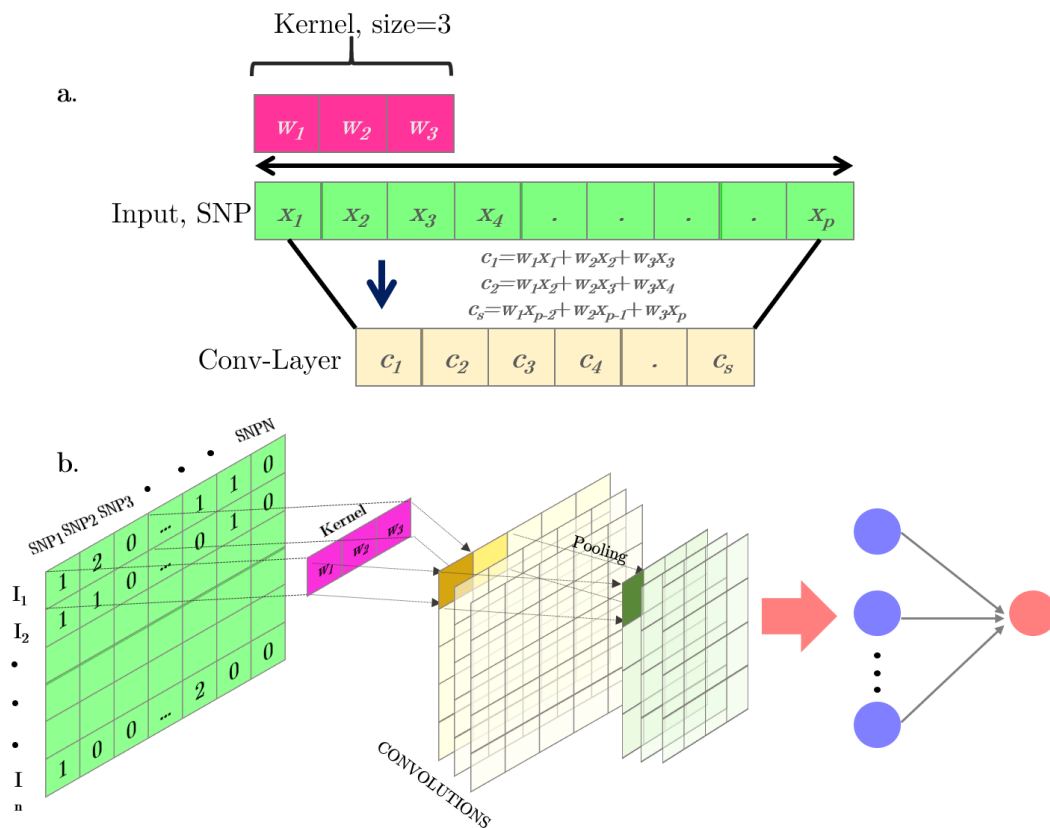 Kernel, size=3
a.
w1 w2 w3
Input, SNP x1 x2 x3 x4 . . . . xp
c1=w1x1+w2x2+w3x3
c2=w1x2+w2x3+w3x4
cs=w1xp-2+w2xp-1+w3xp
Conv-Layer c1 c2 c3 c4 . cs
b.
SNP1 SNP2 SNP3 • • • SNPN
I1 1 2 0 ... 1 1 0
I2 1 1 0 ... 0 1 0
•
•
•
In 1 0 0 ... 2 0 0
Kernel
w1 w2 w3
Pooling
CONVOLUTIONS